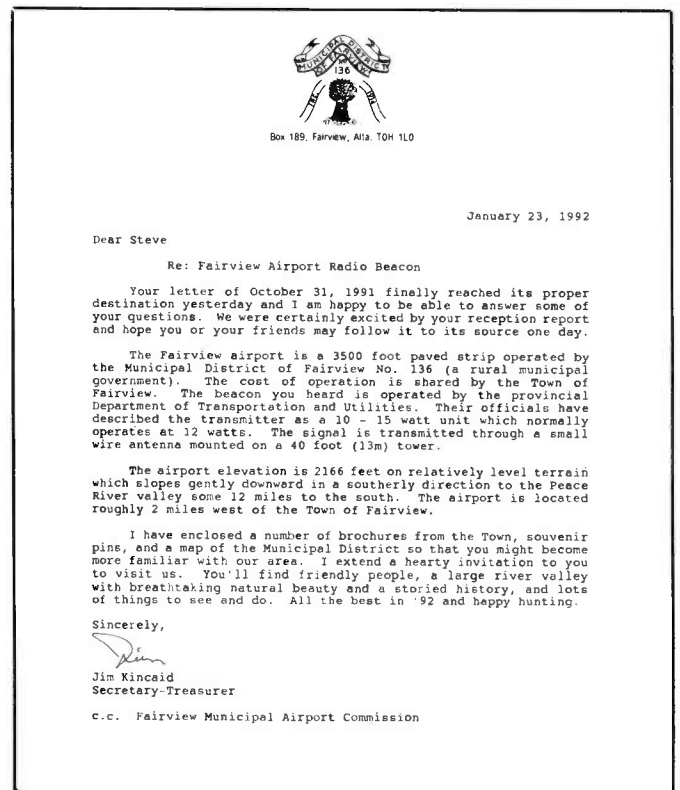 MUNICIPAL DISTRICT
OF FAIRVIEW
NO
136
1914
Box 189, Fairview, Alta. TOH 1L0
January 23, 1992
Dear Steve
Re: Fairview Airport Radio Beacon
Your letter of October 31, 1991 finally reached its proper
destination yesterday and I am happy to be able to answer some of
your questions. We were certainly excited by your reception report
and hope you or your friends may follow it to its source one day.
The Fairview airport is a 3500 foot paved strip operated by
the Municipal District of Fairview No. 136 (a rural municipal
government). The cost of operation is shared by the Town of
Fairview. The beacon you heard is operated by the provincial
Department of Transportation and Utilities. Their officials have
described the transmitter as a 10 - 15 watt unit which normally
operates at 12 watts. The signal is transmitted through a small
wire antenna mounted on a 40 foot (13m) tower.
The airport elevation is 2166 feet on relatively level terrain
which slopes gently downward in a southerly direction to the Peace
River valley some 12 miles to the south. The airport is located
roughly 2 miles west of the Town of Fairview.
I have enclosed a number of brochures from the Town, souvenir
pins, and a map of the Municipal District so that you might become
more familiar with our area. I extend a hearty invitation to you
to visit us. You'll find friendly people, a large river valley
with breathtaking natural beauty and a storied history, and lots
of things to see and do. All the best in '92 and happy hunting.
Sincerely,
Jim
Jim Kincaid
Secretary-Treasurer
c.c. Fairview Municipal Airport Commission